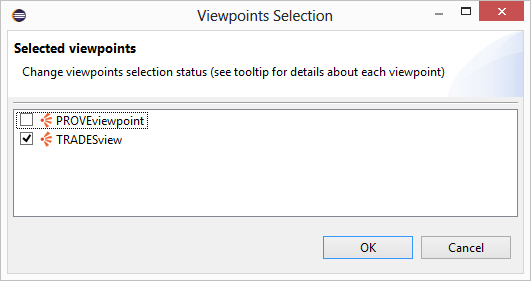 Viewpoints Selection
Selected viewpoints
Change viewpoints selection status (see tooltip for details about each viewpoint)
PROVEviewpoint
TRADESview
OK
Cancel